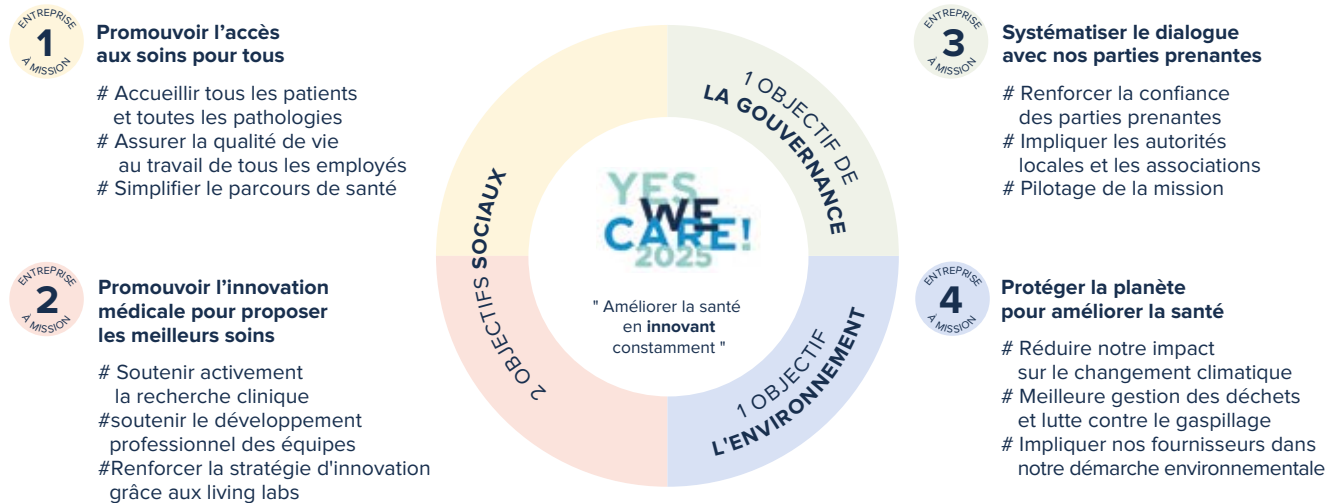 ENTREPRISE
1
À MISSION
Promouvoir l'accès
aux soins pour tous
# Accueillir tous les patients
et toutes les pathologies
# Assurer la qualité de vie
au travail de tous les employés
# Simplifier le parcours de santé
ENTREPRISE
2
À MISSION
Promouvoir l'innovation
médicale pour proposer
les meilleurs soins
# Soutenir activement
la recherche clinique
#soutenir le développement
professionnel des équipes
#Renforcer la stratégie d'innovation
grâce aux living labs
2 OBJECTIFS SOCIAUX
1 OBJECTIF DE
LA GOUVERNANCE
YES
WE
CARE!
2025
" Améliorer la santé
en innovant
constamment "
1 OBJECTIF
L'ENVIRONNEMENT
ENTREPRISE
3
À MISSION
Systématiser le dialogue
avec nos parties prenantes
# Renforcer la confiance
des parties prenantes
# Impliquer les autorités
locales et les associations
# Pilotage de la mission
ENTREPRISE
4
À MISSION
Protéger la planète
pour améliorer la santé
# Réduire notre impact
sur le changement climatique
# Meilleure gestion des déchets
et lutte contre le gaspillage
# Impliquer nos fournisseurs dans
notre démarche environnementale